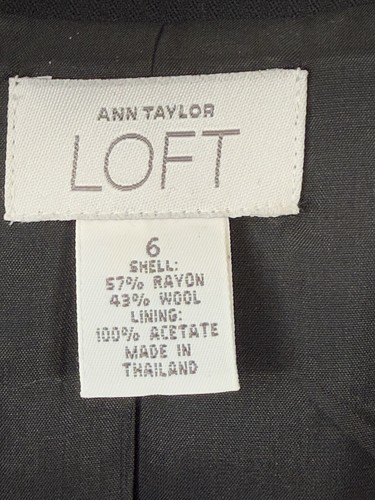 ANN TAYLOR
LOFT
6
SHELL:
57% RAYON
43% WOOL
LINING:
100% ACETATE
MADE IN
THAILAND